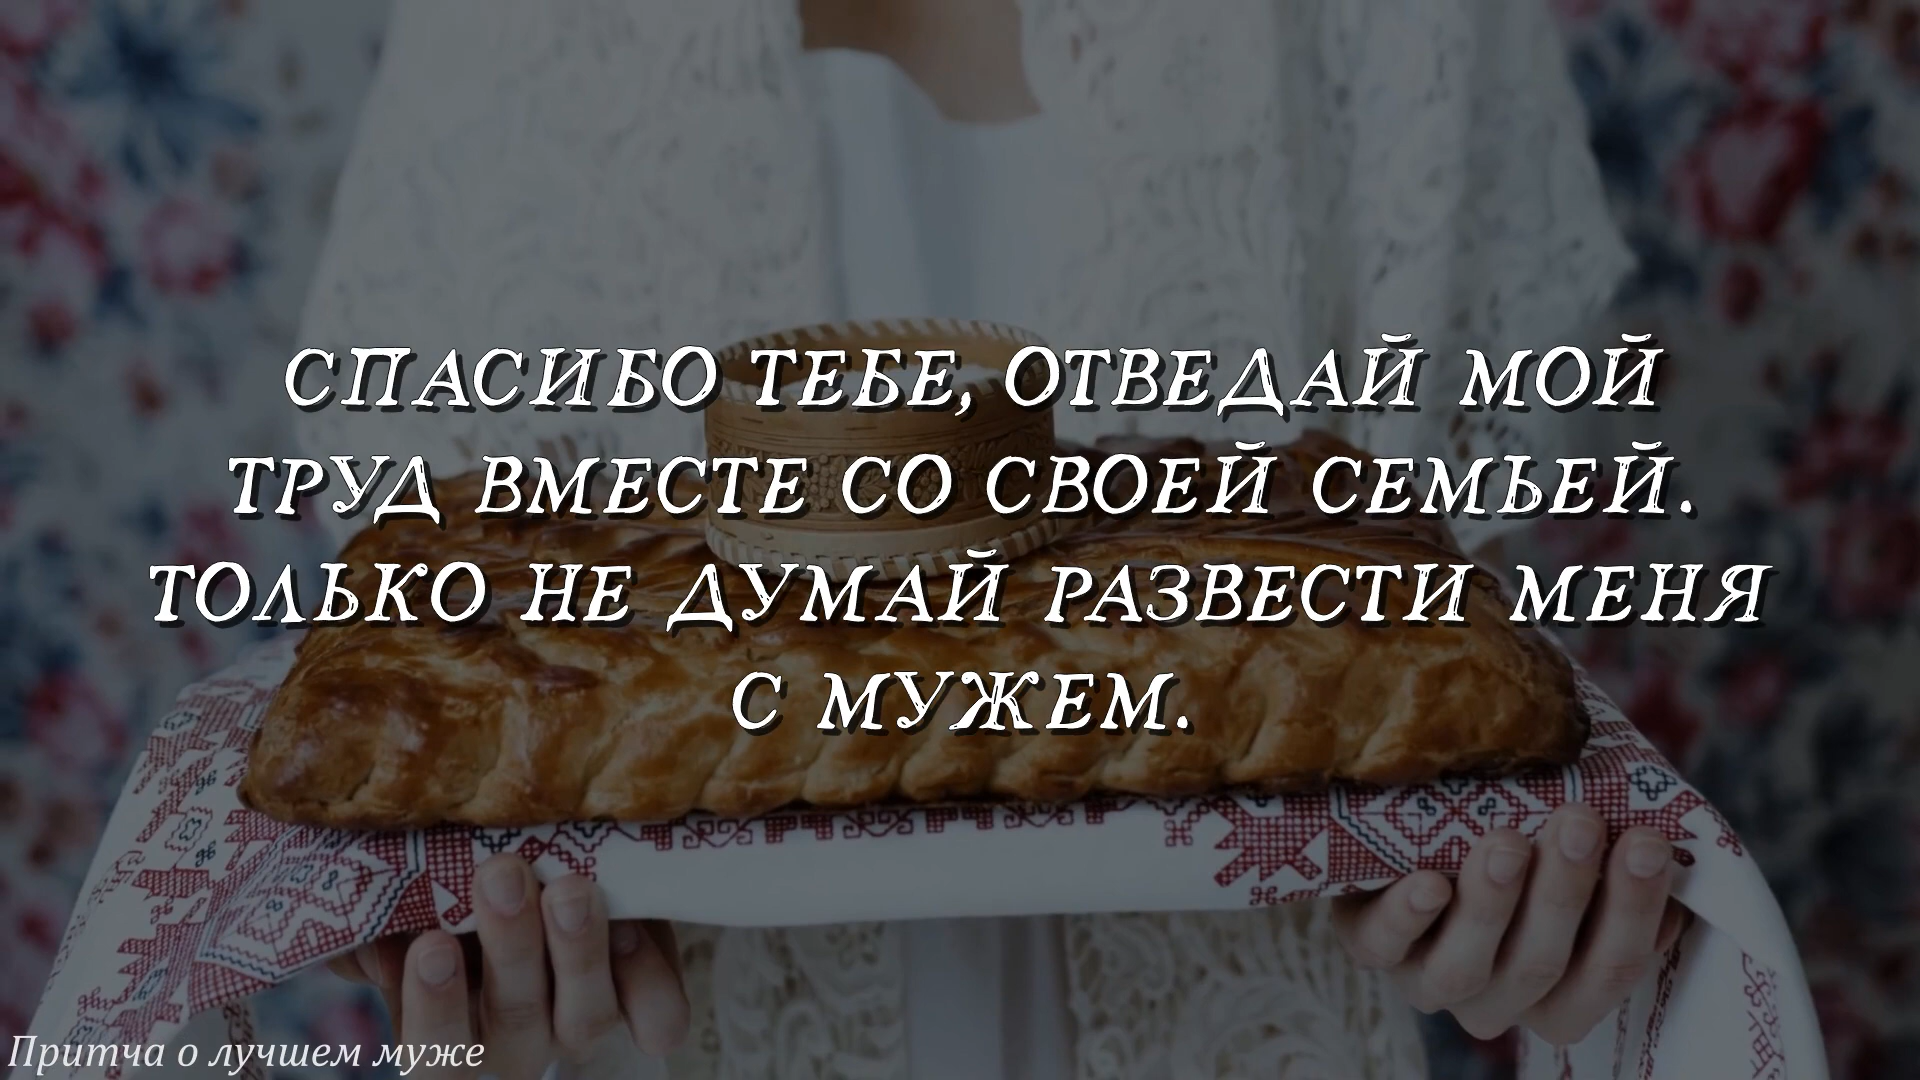 СПАСИБО ТЕБЕ, ОТВЕДАЙ МОЙ
ТРУД ВМЕСТЕ СО СВОЕЙ СЕМЬЕЙ.
ТОЛЬКО НЕ ДУМАЙ РАЗВЕСТИ МЕНЯ
С МУЖЕМ.
Притча о лучшем муже